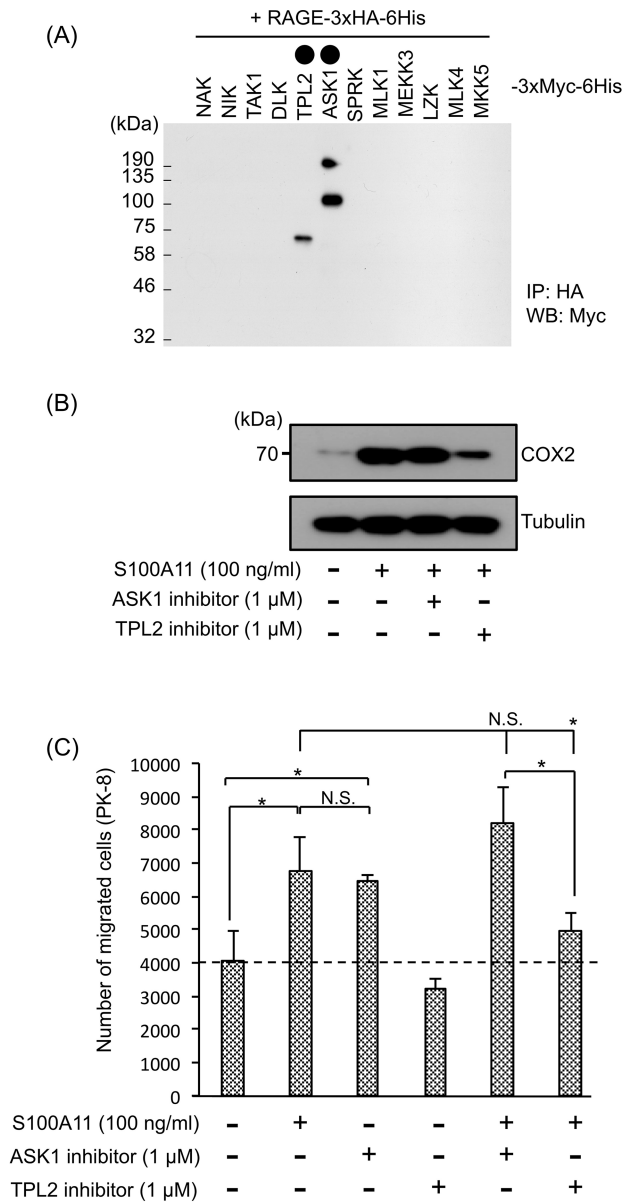 (A)
+ RAGE-3xHA-6His
NAK
NIK
TAK1
DLK
TPL2
ASK1
SPRK
MLK1
MEKK3
LZK
MLK4
MKK5
-3xMyc-6His
(kDa)
190
135
100
75
58
46
32
IP: HA
WB: Myc
(B)
(kDa)
70
COX2
Tubulin
S100A11 (100 ng/ml) - + + +
ASK1 inhibitor (1 μM) - - + -
TPL2 inhibitor (1 μM) - - - +
(C)
N.S. *
* *
* N.S.
Number of migrated cells (PK-8)
10000
9000
8000
7000
6000
5000
4000
3000
2000
1000
0
S100A11 (100 ng/ml) - + - - + +
ASK1 inhibitor (1 μM) - - + - + -
TPL2 inhibitor (1 μM) - - - + - +